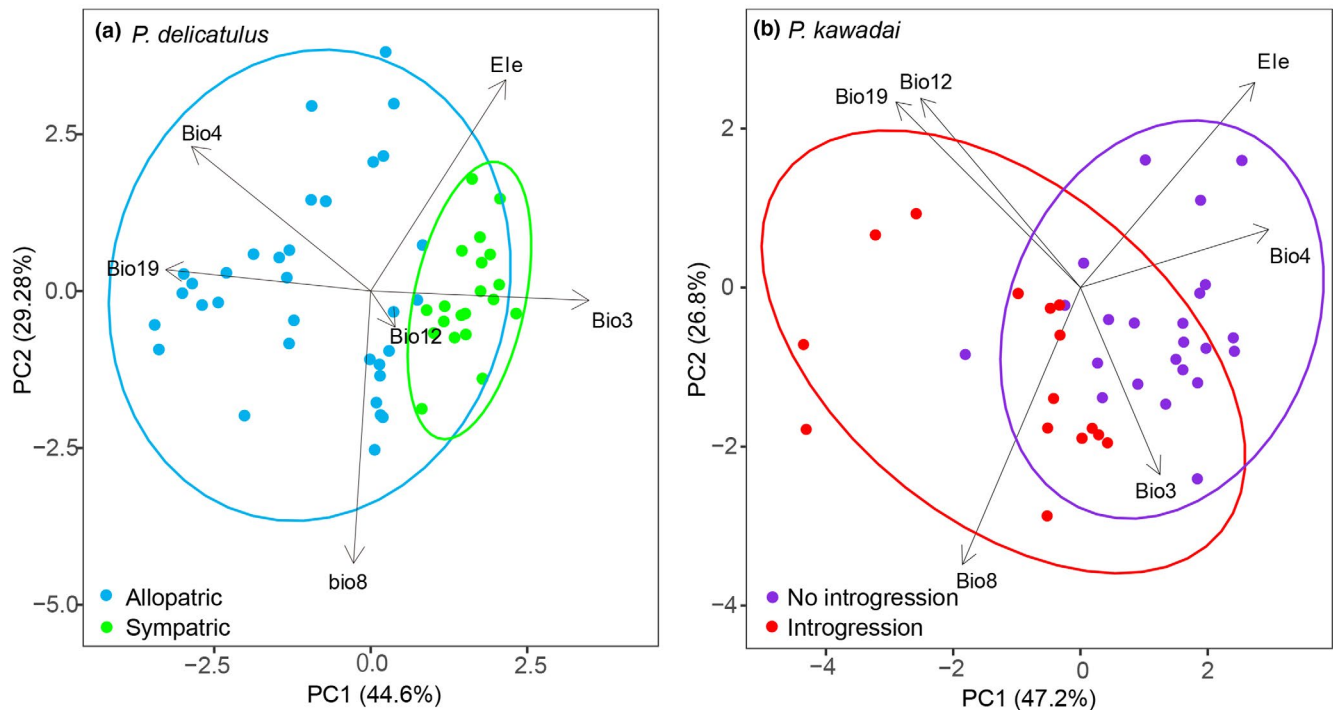 (a) P. delicatulus
Ele
Bio4
Bio19
Bio3
Bio12
bio8
2.5
0.0
−2.5
−5.0
PC2 (29.28%)
Allopatric
Sympatric
−2.5
0.0
2.5
PC1 (44.6%)
(b) P. kawadai
Ele
Bio12
Bio19
Bio4
Bio3
Bio8
2
0
−2
−4
PC2 (26.8%)
No introgression
Introgression
−4
−2
0
2
PC1 (47.2%)